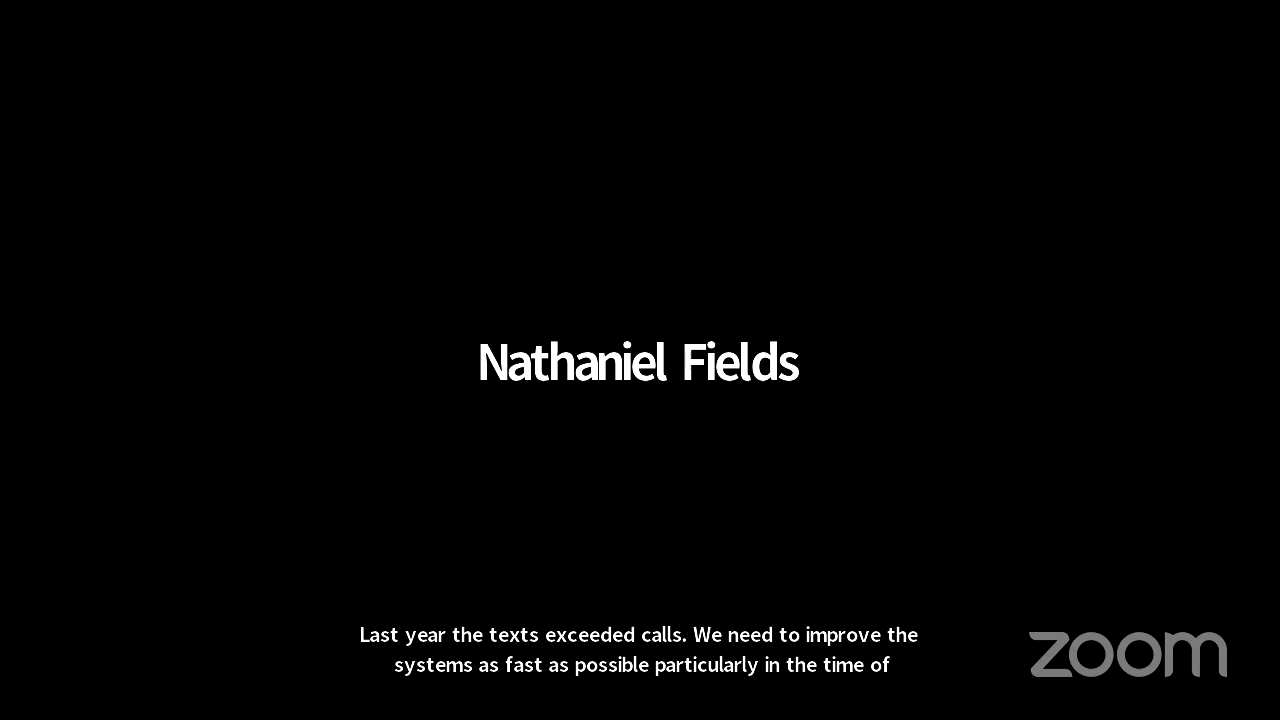 Nathaniel Fields
Last year the texts exceeded calls. We need to improve the
systems as fast as possible particularly in the time of
zoom